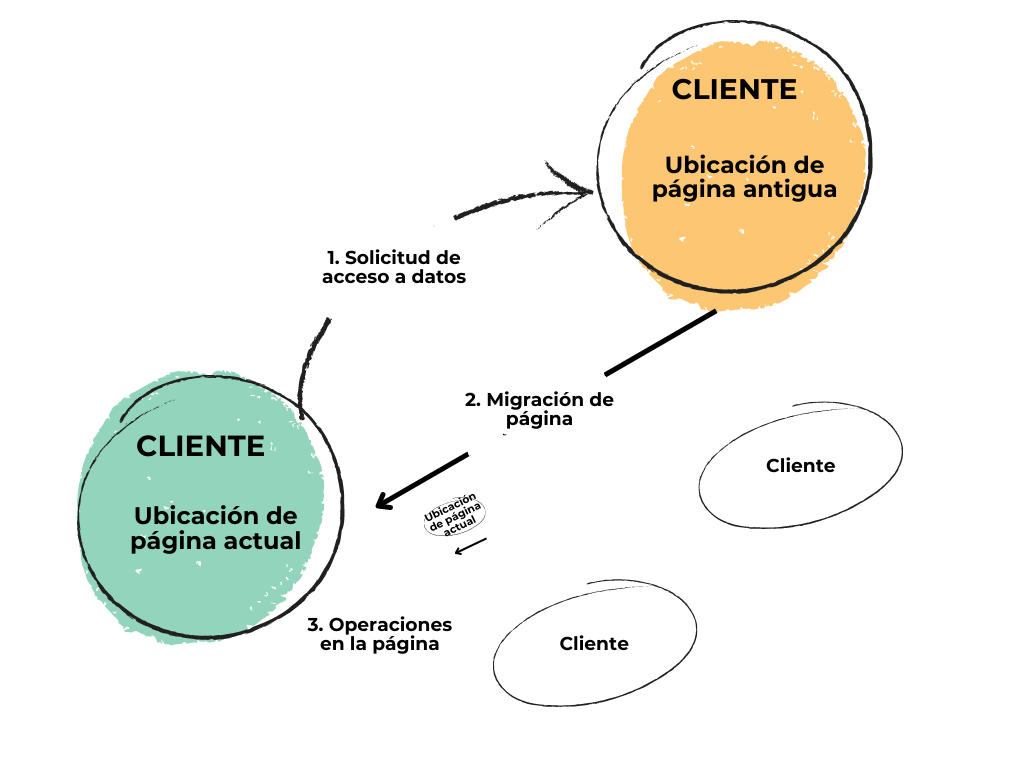 CLIENTE
Ubicación de
página antigua
1. Solicitud de
acceso a datos
2. Migración de
página
CLIENTE
Ubicación de
página actual
Cliente
Ubicación
de página
actual
3. Operaciones
en la página
Cliente